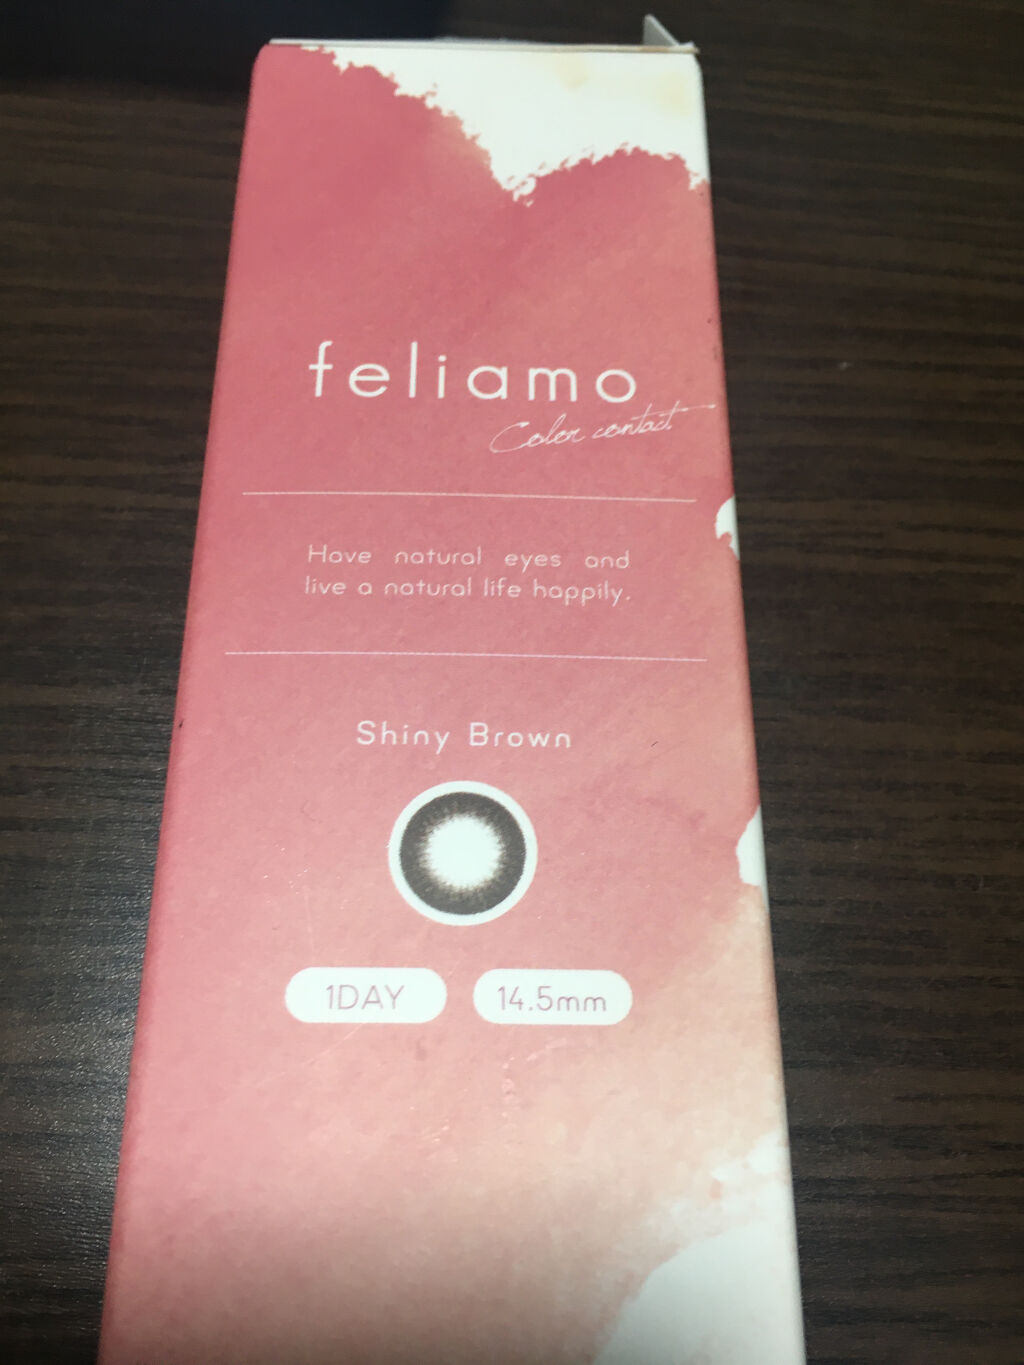 feliamo
Color contact
Have natural eyes and
live a natural life happily.
Shiny Brown
1DAY
14.5mm